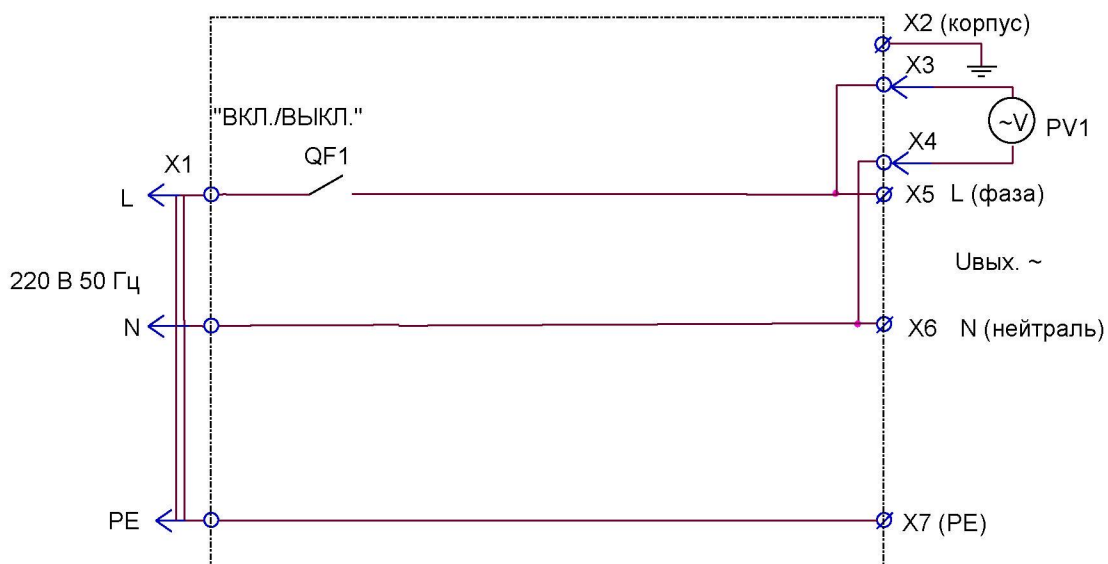 X2 (корпус)
X3
"ВКЛ./ВЫКЛ."
~V
PV1
X4
QF1
X1
L
X5 L (фаза)
220 В 50 Гц
Uвых. ~
N
X6 N (нейтраль)
PE
X7 (PE)